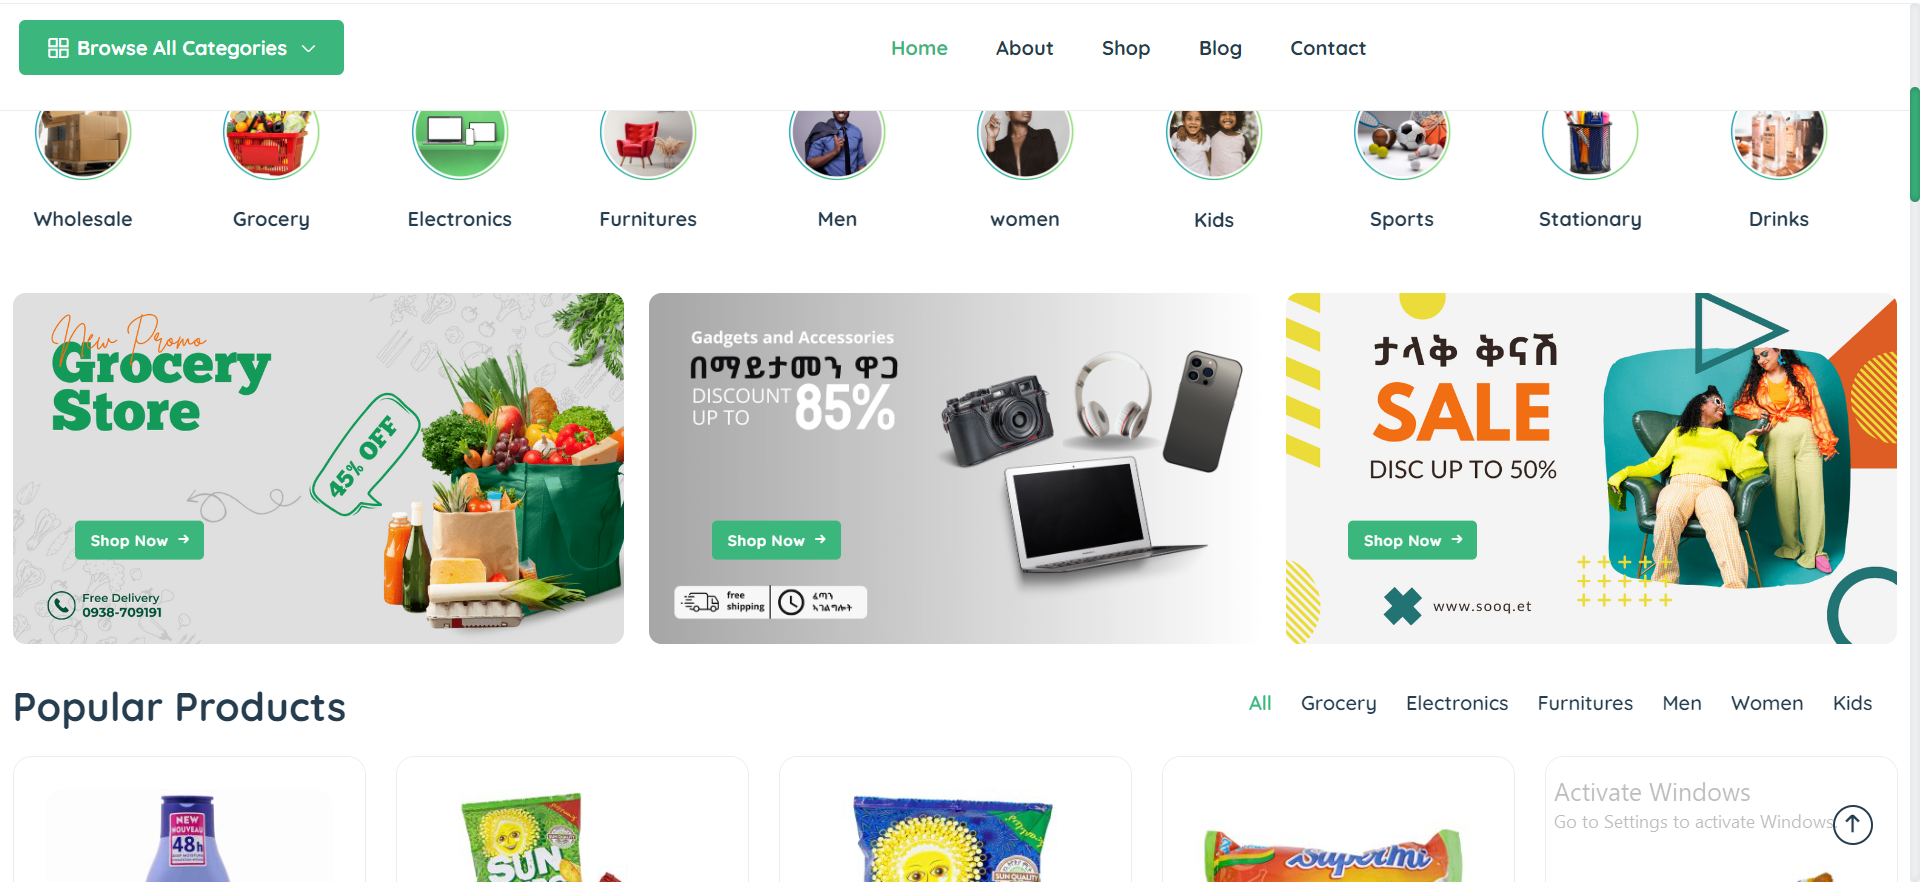 Browse All Categories
Home
About
Shop
Blog
Contact
Wholesale
Grocery
Electronics
Furnitures
Men
women
Kids
Sports
Stationary
Drinks
New Promo
Grocery
Store
45% OFF
Shop Now
Free Delivery
0938-709191
Gadgets and Accessories
በማይታመን ዋጋ
DISCOUNT
UP TO
85%
Shop Now
free
shipping
ፈጣን
አገልግሎት
ታላቅ ቅናሽ
SALE
DISC UP TO 50%
Shop Now
www.sooq.et
Popular Products
All
Grocery
Electronics
Furnitures
Men
Women
Kids
NEW
NOUVEAU
48h
SUN
SUN QUALITY
Supermi
Activate Windows
Go to Settings to activate Windows